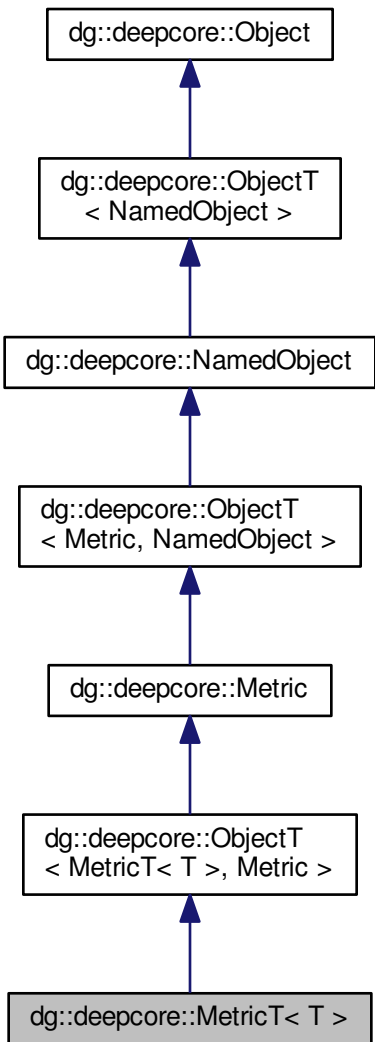 dg::deepcore::Object
dg::deepcore::ObjectT
< NamedObject >
dg::deepcore::NamedObject
dg::deepcore::ObjectT
< Metric, NamedObject >
dg::deepcore::Metric
dg::deepcore::ObjectT
< MetricT< T >, Metric >
dg::deepcore::MetricT< T >